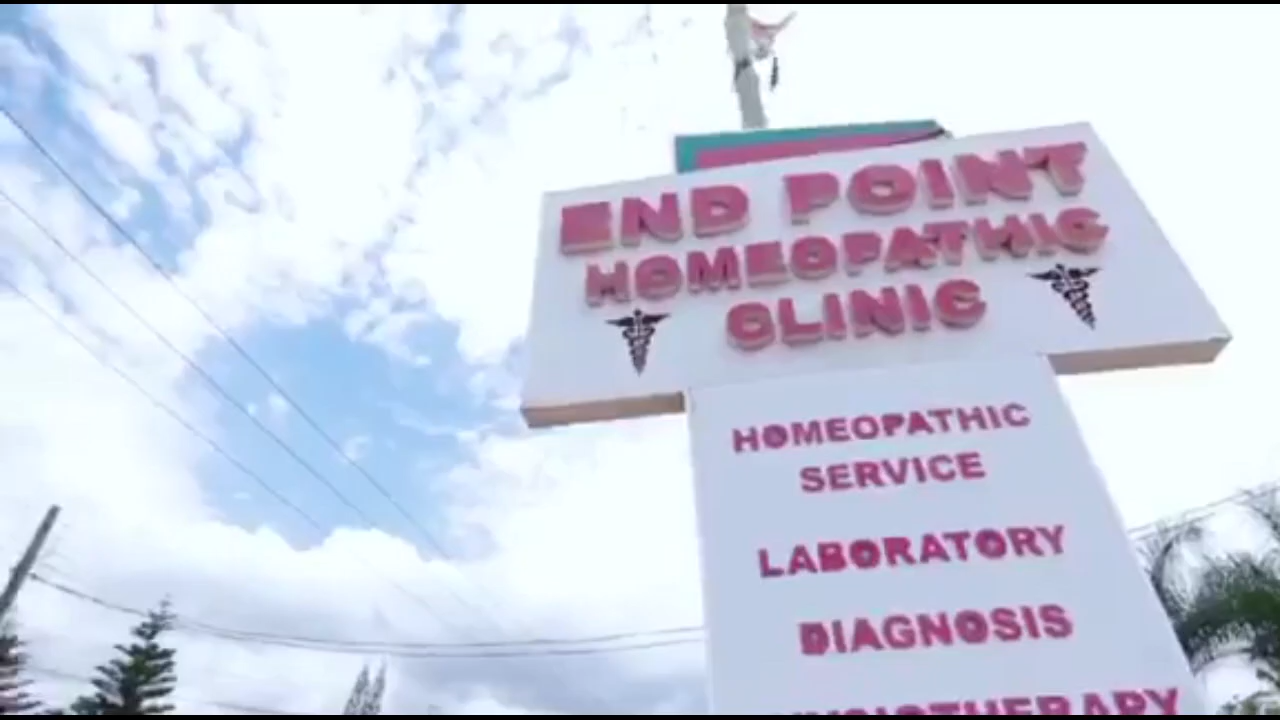 END POINT
HOMEOPATHIC
CLINIC
HOMEOPATHIC
SERVICE
LABORATORY
DIAGNOSIS